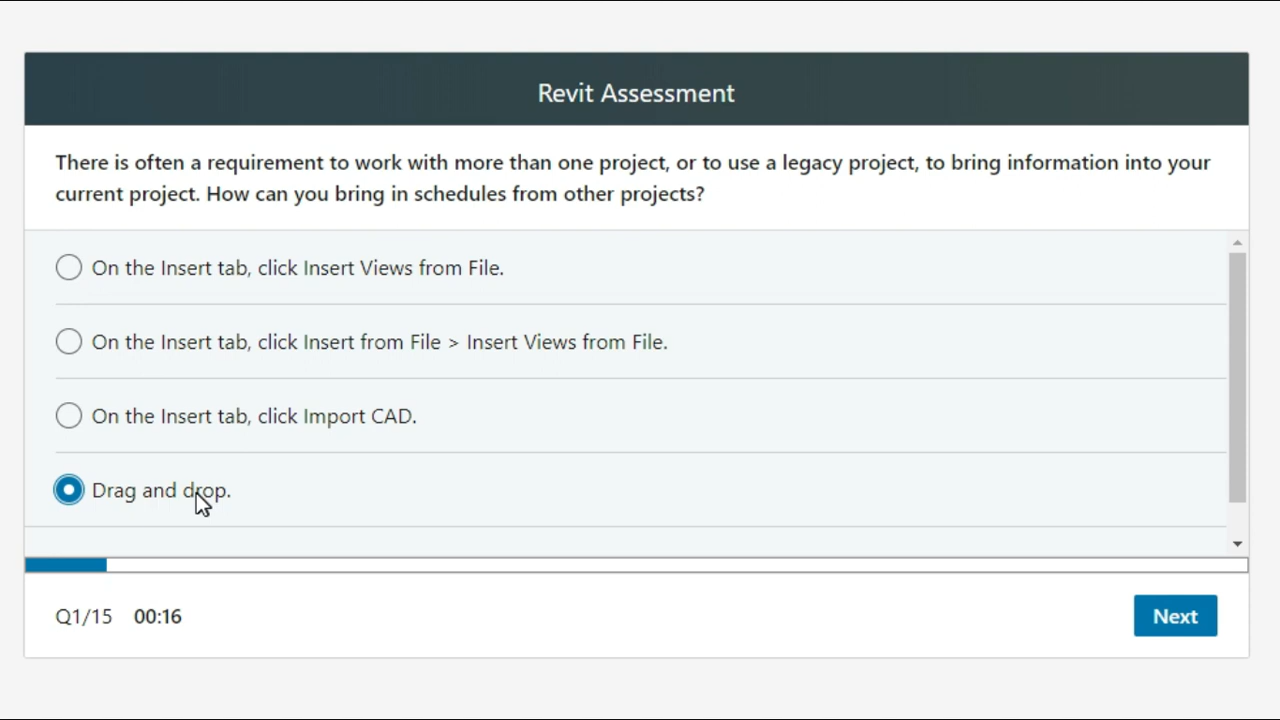 Revit Assessment
There is often a requirement to work with more than one project, or to use a legacy project, to bring information into your
current project. How can you bring in schedules from other projects?
On the Insert tab, click Insert Views from File.
On the Insert tab, click Insert from File > Insert Views from File.
On the Insert tab, click Import CAD.
Drag and drop.
Q1/15 00:16
Next